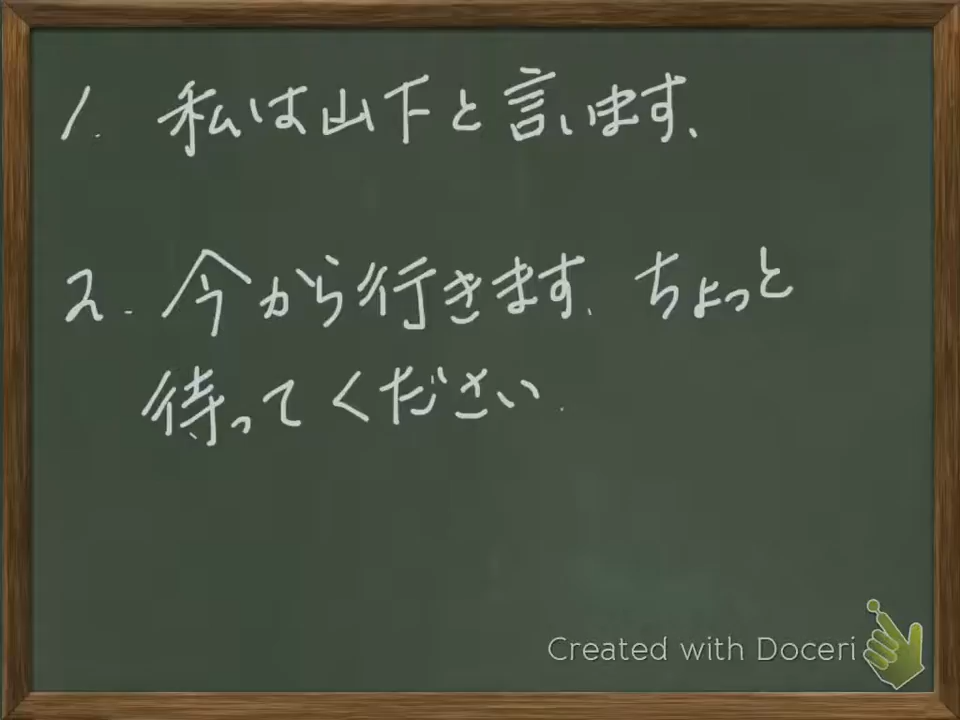 1. 私は山下と言います、
2. 今から行きます. ちょっと
待ってください.
Created with Doceri